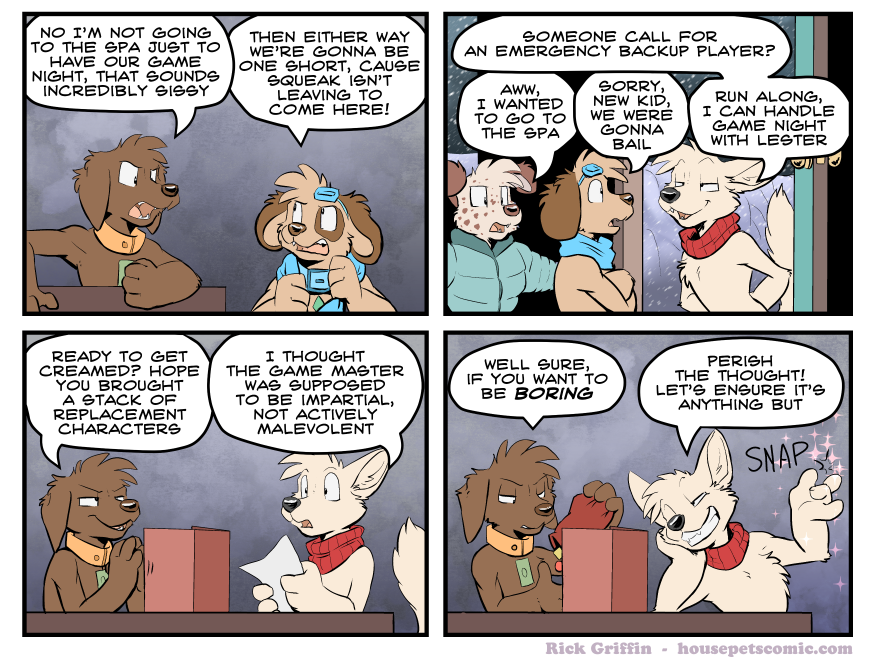 NO I'M NOT GOING
TO THE SPA JUST TO
HAVE OUR GAME
NIGHT, THAT SOUNDS
INCREDIBLY SISSY
THEN EITHER WAY
WE'RE GONNA BE
ONE SHORT, CAUSE
SQUEAK ISN'T
LEAVING TO
COME HERE!
SOMEONE CALL FOR
AN EMERGENCY BACKUP PLAYER?
AWW,
I WANTED
TO GO TO
THE SPA
SORRY,
NEW KID,
WE WERE
GONNA
BAIL
RUN ALONG,
I CAN HANDLE
GAME NIGHT
WITH LESTER
READY TO GET
CREAMED? HOPE
YOU BROUGHT
A STACK OF
REPLACEMENT
CHARACTERS
I THOUGHT
THE GAME MASTER
WAS SUPPOSED
TO BE IMPARTIAL,
NOT ACTIVELY
MALEVOLENT
WELL SURE,
IF YOU WANT TO
BE BORING
PERISH
THE THOUGHT!
LET'S ENSURE IT'S
ANYTHING BUT
SNAP
Rick Griffin - housepetscomic.com